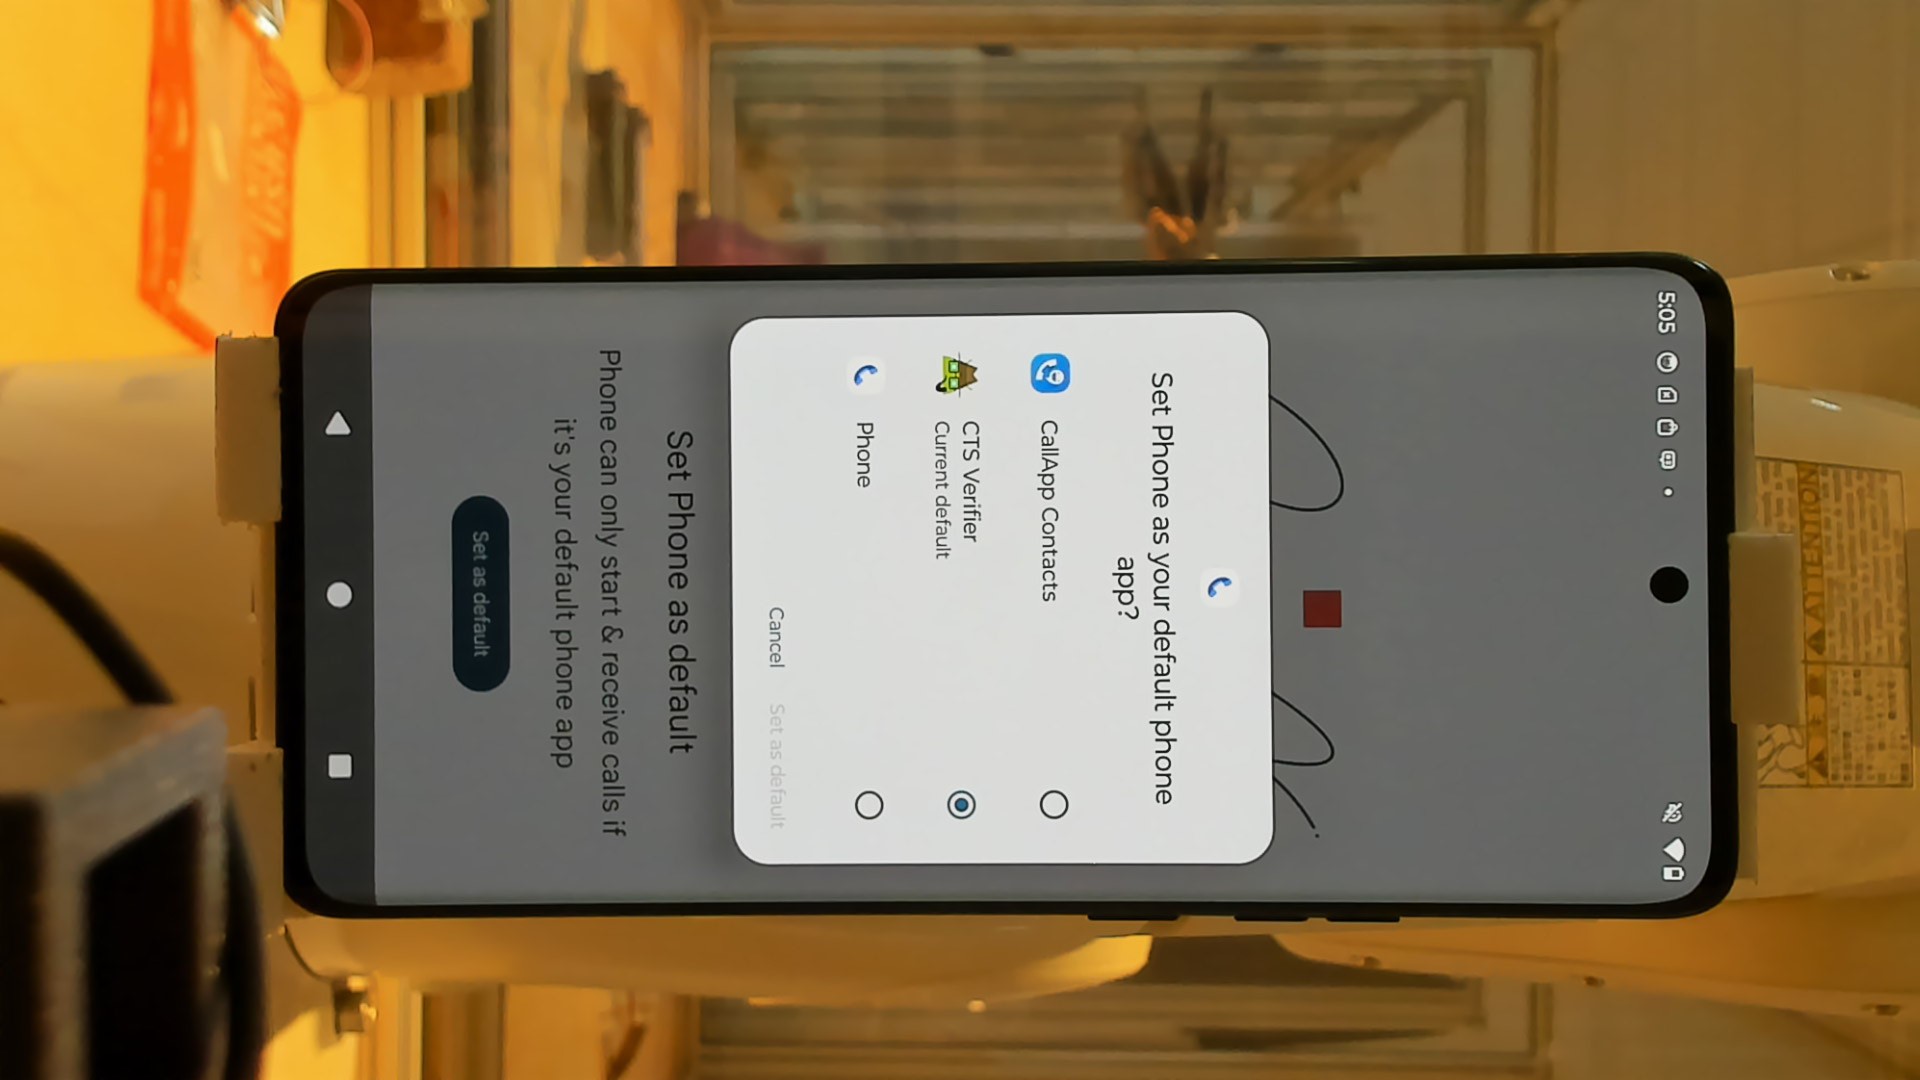 5:05
Set Phone as your default phone
app?
CallApp Contacts
CTS Verifier
Current default
Phone
Cancel
Set as default
Set Phone as default
Phone can only start & receive calls if
it's your default phone app
Set as default
ATTENTION